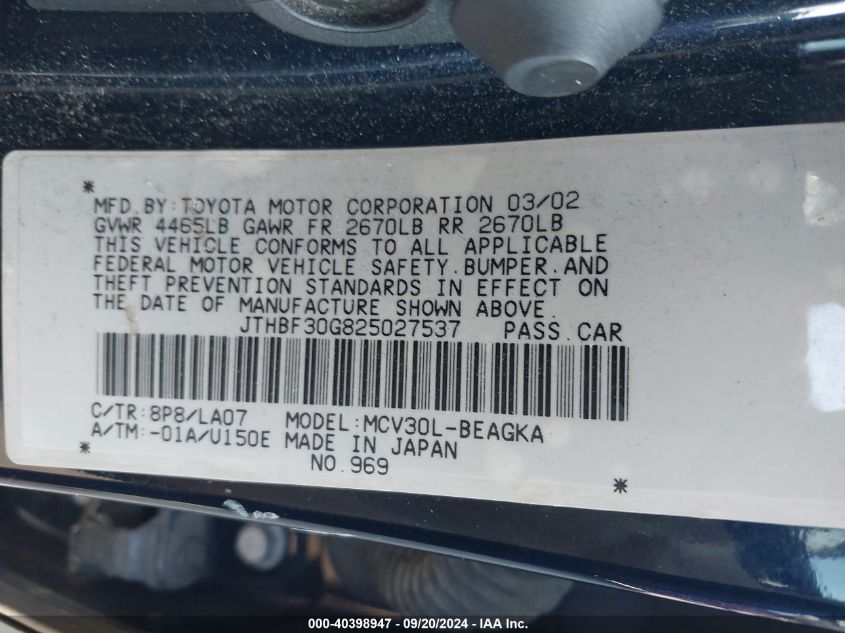 MFD.BY:TOYOTA MOTOR CORPORATION 03/02
GVWR 4465LB GAWR FR 2670LB RR 2670LB
THIS VEHICLE CONFORMS TO ALL APPLICABLE
FEDERAL MOTOR VEHICLE SAFETY.BUMPER.AND
THEFT PREVENTION STANDARDS IN EFFECT ON
THE DATE OF MANUFACTURE SHOWN ABOVE.
JTHBF30G825027537 PASS.CAR
C/TR:8P8/LA07 MODEL:MCV30L-BEAGKA
A/TM:-01A/U150E MADE IN JAPAN
NO.969
000-40398947 - 09/20/2024 - IAA, Inc.